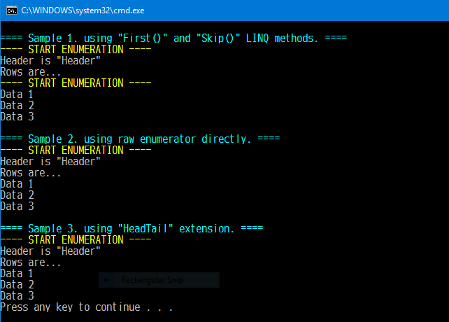 C:\WINDOWS\system32\cmd.exe
==== Sample 1. using "First()" and "Skip()" LINQ methods. ====
---- START ENUMERATION ----
Header is "Header"
Rows are...
---- START ENUMERATION ----
Data 1
Data 2
Data 3
==== Sample 2. using raw enumerator directly. ====
---- START ENUMERATION ----
Header is "Header"
Rows are...
Data 1
Data 2
Data 3
==== Sample 3. using "HeadTail" extension. ====
---- START ENUMERATION ----
Header is "Header"
Rows are...
Data 1
Data 2
Rectangular Snip
Data 3
Press any key to continue . . .